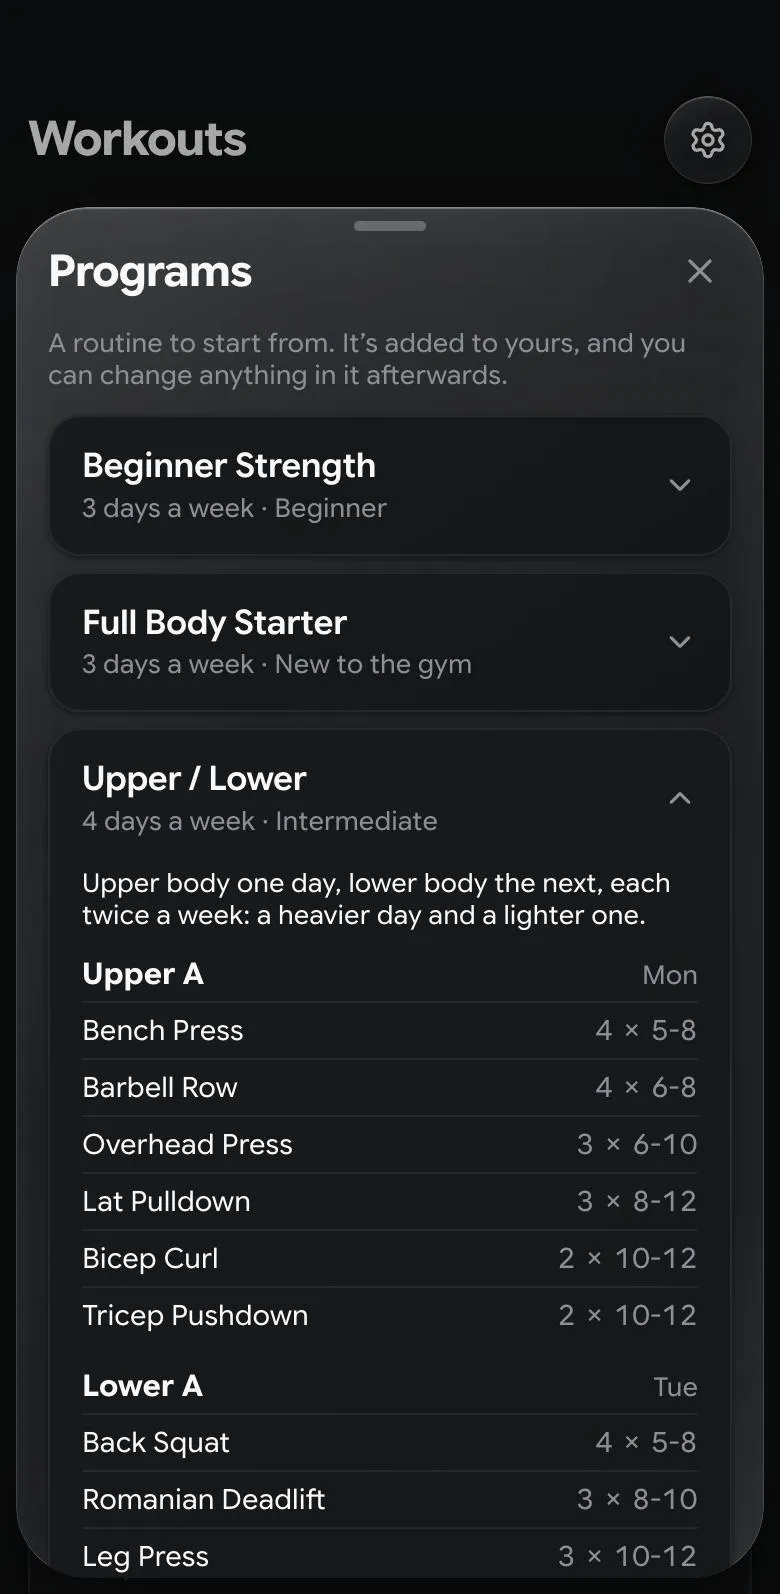 Workouts
Programs
A routine to start from. It’s added to yours, and you
can change anything in it afterwards.
Beginner Strength
3 days a week · Beginner
Full Body Starter
3 days a week · New to the gym
Upper / Lower
4 days a week · Intermediate
Upper body one day, lower body the next, each
twice a week: a heavier day and a lighter one.
Upper A Mon
Bench Press 4 × 5-8
Barbell Row 4 × 6-8
Overhead Press 3 × 6-10
Lat Pulldown 3 × 8-12
Bicep Curl 2 × 10-12
Tricep Pushdown 2 × 10-12
Lower A Tue
Back Squat 4 × 5-8
Romanian Deadlift 3 × 8-10
Leg Press 3 × 10-12